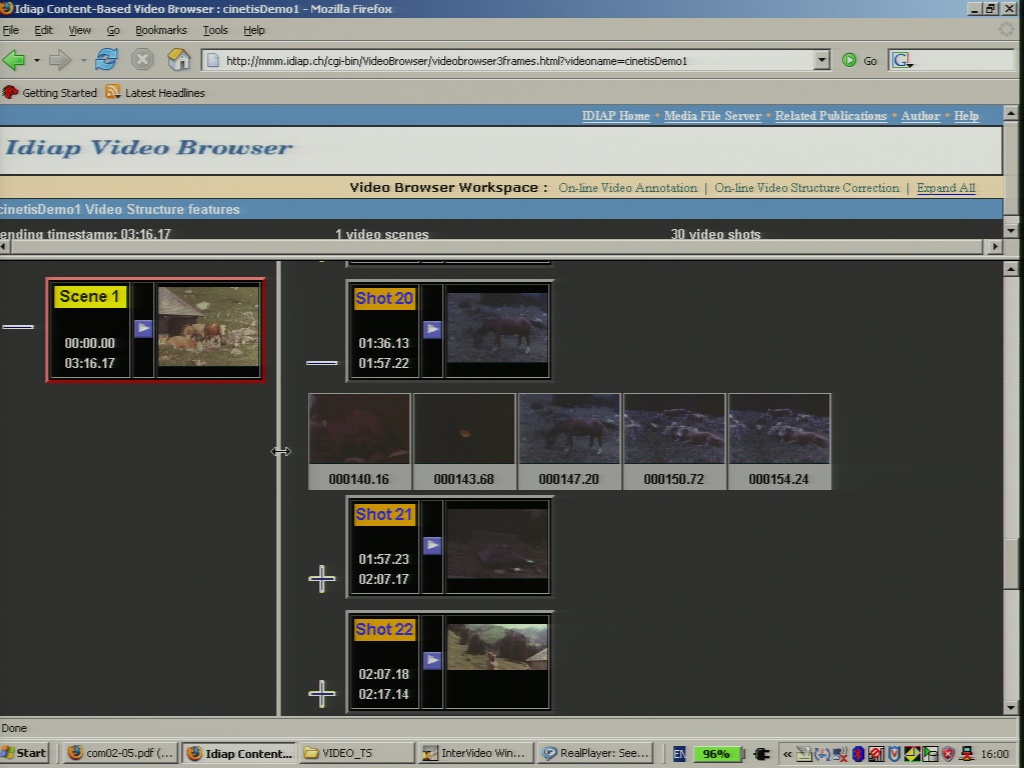 Idiap Content-Based Video Browser : cinetisDemo1 - Mozilla Firefox
File Edit View Go Bookmarks Tools Help
http://mmm.idiap.ch/cgi-bin/VideoBrowser/videobrowser3frames.html?videoname=cinetisDemo1 Go G
Getting Started Latest Headlines
IDIAP Home • Media File Server • Related Publications • Author • Help
Idiap Video Browser
Video Browser Workspace : On-line Video Annotation | On-line Video Structure Correction | Expand All
cinetisDemo1 Video Structure features
ending timestamp: 03:16.17 1 video scenes 30 video shots
Scene 1
00:00.00
03:16.17
Shot 20
01:36.13
01:57.22
000140.16 000143.68 000147.20 000150.72 000154.24
Shot 21
01:57.23
02:07.17
Shot 22
02:07.18
02:17.14
Done
Start com02-05.pdf (... Idiap Content... VIDEO_TS InterVideo Win... RealPlayer: See... EN 96% « 16:00